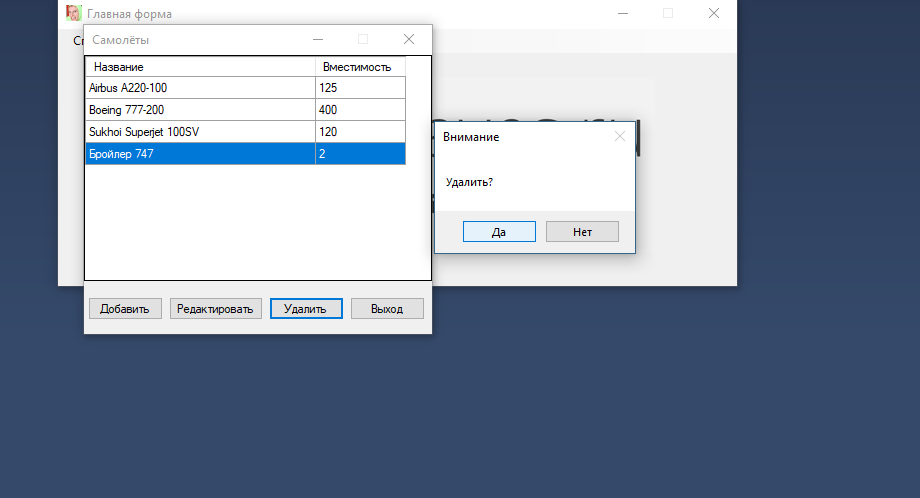 Главная форма
Самолёты
Название Вместимость
Airbus A220-100 125
Boeing 777-200 400
Sukhoi Superjet 100SV 120
Бройлер 747 2
Внимание
Удалить?
Да Нет
Добавить Редактировать Удалить Выход